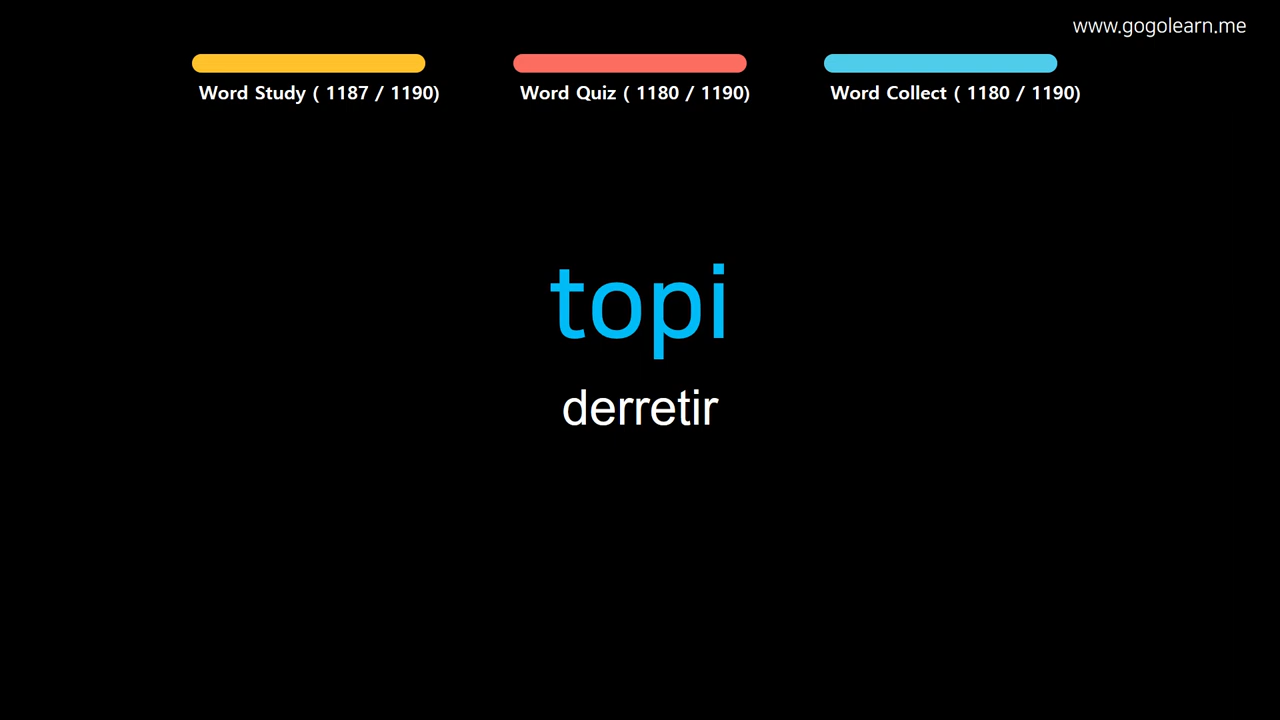 www.gogolearn.me
Word Study ( 1187 / 1190)
Word Quiz ( 1180 / 1190)
Word Collect ( 1180 / 1190)
topi
derretir